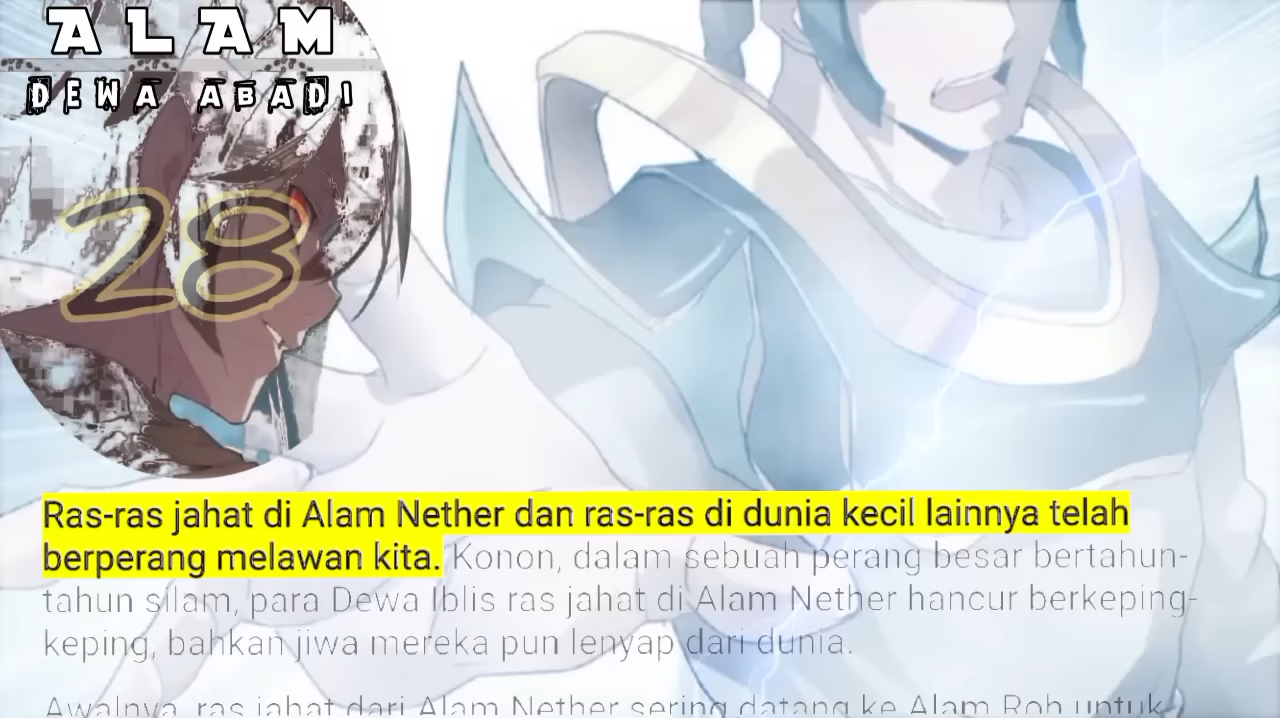 ALAM
DEWA ABADI
28
Ras-ras jahat di Alam Nether dan ras-ras di dunia kecil lainnya telah
berperang melawan kita. Konon, dalam sebuah perang besar bertahun-
tahun silam, para Dewa Iblis ras jahat di Alam Nether hancur berkeping-
keping, bahkan jiwa mereka pun lenyap dari dunia.
Awalnya, ras jahat dari Alam Nether sering datang ke Alam Roh untuk